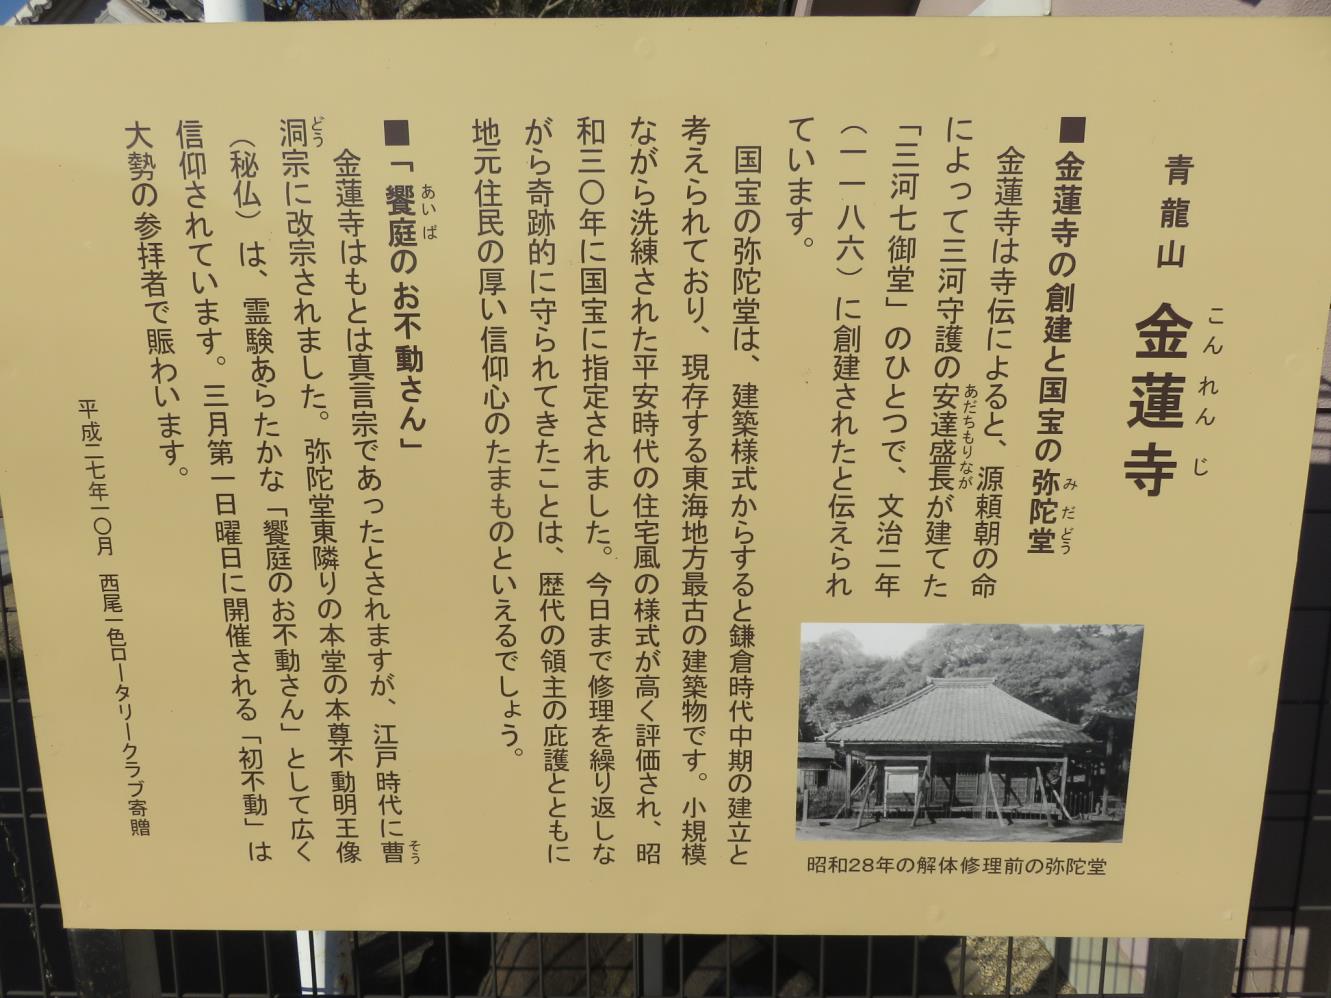 青龍山 金蓮寺
こんれんじ
■金蓮寺の創建と国宝の弥陀堂
みだどう
金蓮寺は寺伝によると、源頼朝の命
によって三河守護の安達盛長が建てた
あだちもりなが
「三河七御堂」のひとつで、文治二年
（一一八六）に創建されたと伝えられ
ています。
国宝の弥陀堂は、建築様式からすると鎌倉時代中期の建立と
考えられており、現存する東海地方最古の建築物です。小規模
ながら洗練された平安時代の住宅風の様式が高く評価され、昭
和三〇年に国宝に指定されました。今日まで修理を繰り返しな
がら奇跡的に守られてきたことは、歴代の領主の庇護とともに
地元住民の厚い信仰心のたまものといえるでしょう。
■「饗庭のお不動さん」
あいば
金蓮寺はもとは真言宗であったとされますが、江戸時代に曹
そう
洞宗に改宗されました。弥陀堂東隣りの本堂の本尊不動明王像
どう
（秘仏）は、霊験あらたかな「饗庭のお不動さん」として広く
信仰されています。三月第一日曜日に開催される「初不動」は
大勢の参拝者で賑わいます。
平成二七年一〇月 西尾一色ロータリークラブ寄贈
昭和28年の解体修理前の弥陀堂